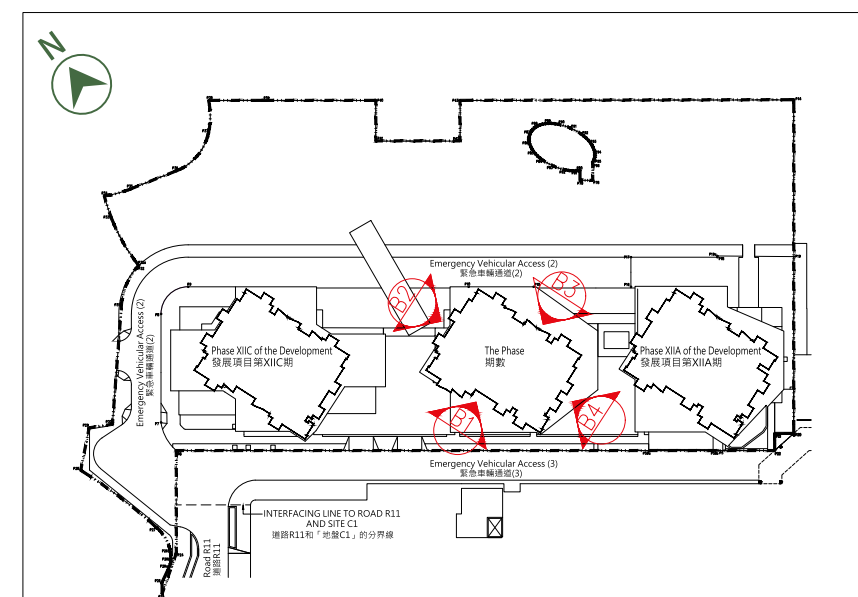 N
Emergency Vehicular Access (2)
緊急車輛通道(2)
B2
B3
Emergency Vehicular Access (2)
緊急車輛通道(2)
Phase XIIC of the Development
發展項目第XIIC期
The Phase
期數
Phase XIIA of the Development
發展項目第XIIA期
B1
B4
Emergency Vehicular Access (3)
緊急車輛通道(3)
INTERFACING LINE TO ROAD R11
AND SITE C1
道路R11和「地盤C1」的分界線
Road R11
道路R11